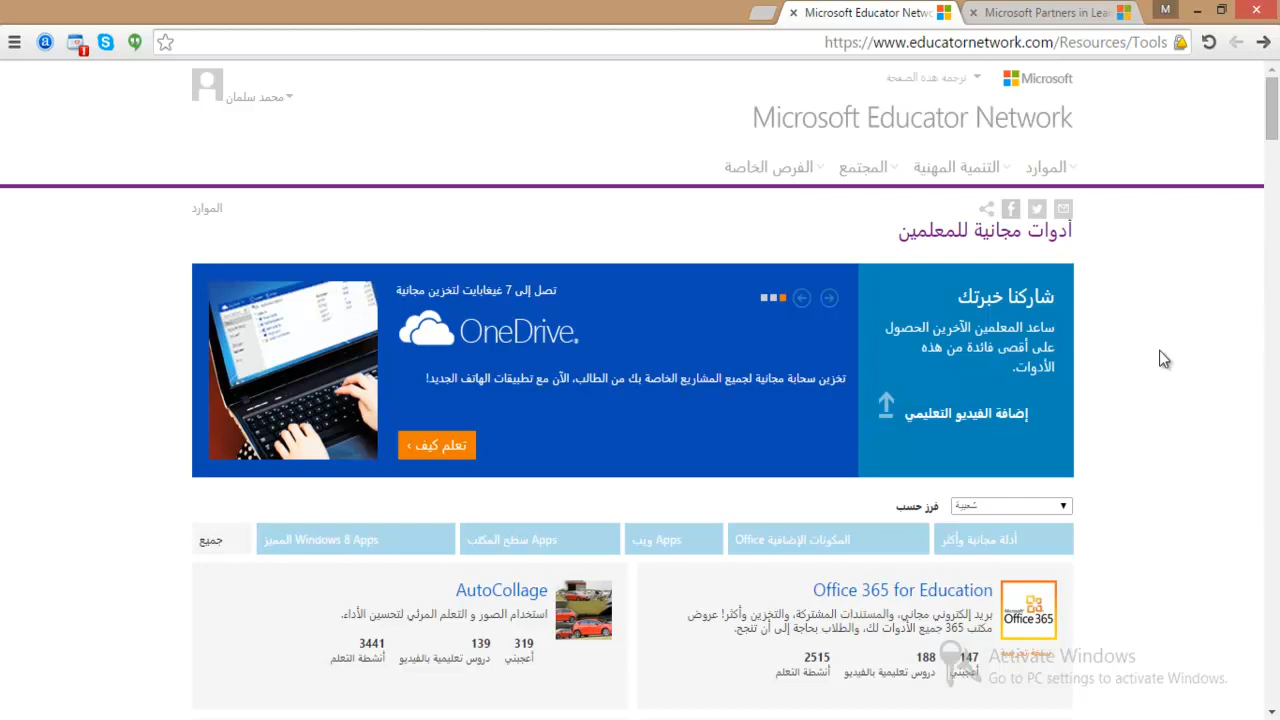 Microsoft Educator Netwo
Microsoft Partners in Lea
M
https://www.educatornetwork.com/Resources/Tools
Microsoft
ترجمة هذه الصفحة
محمد سلمان
Microsoft Educator Network
الموارد
التنمية المهنية
المجتمع
الفرص الخاصة
الموارد
أدوات مجانية للمعلمين
شاركنا خبرتك
ساعد المعلمين الآخرين الحصول
على أقصى فائدة من هذه
الأدوات.
إضافة الفيديو التعليمي
تصل إلى 7 غيغابايت لتخزين مجانية
OneDrive
تخزين سحابة مجانية لجميع المشاريع الخاصة بك من الطالب، الآن مع تطبيقات الهاتف الجديد!
تعلم كيف ›
فرز حسب
شعبية
أدلة مجانية وأكثر
المكونات الإضافية Office
Apps ويب
Apps سطح المكتب
Windows 8 Apps المميز
جميع
Office 365 for Education
بريد إلكتروني مجاني، والمستندات المشتركة، والتخزين وأكثر! عروض
مكتب 365 جميع الأدوات لك، والطلاب بحاجة إلى أن تنجح.
147
أعجبني
188
دروس تعليمية بالفيديو
2515
أنشطة التعلم
Microsoft
Office 365
AutoCollage
استخدام الصور و التعلم المرئي لتحسين الأداء.
319
أعجبني
139
دروس تعليمية بالفيديو
3441
أنشطة التعلم
Activate Windows
Go to PC settings to activate Windows.